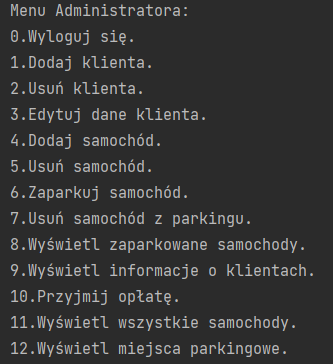 Menu Administratora:
0.Wyloguj się.
1.Dodaj klienta.
2.Usuń klienta.
3.Edytuj dane klienta.
4.Dodaj samochód.
5.Usuń samochód.
6.Zaparkuj samochód.
7.Usuń samochód z parkingu.
8.Wyświetl zaparkowane samochody.
9.Wyświetl informacje o klientach.
10.Przyjmij opłatę.
11.Wyświetl wszystkie samochody.
12.Wyświetl miejsca parkingowe.